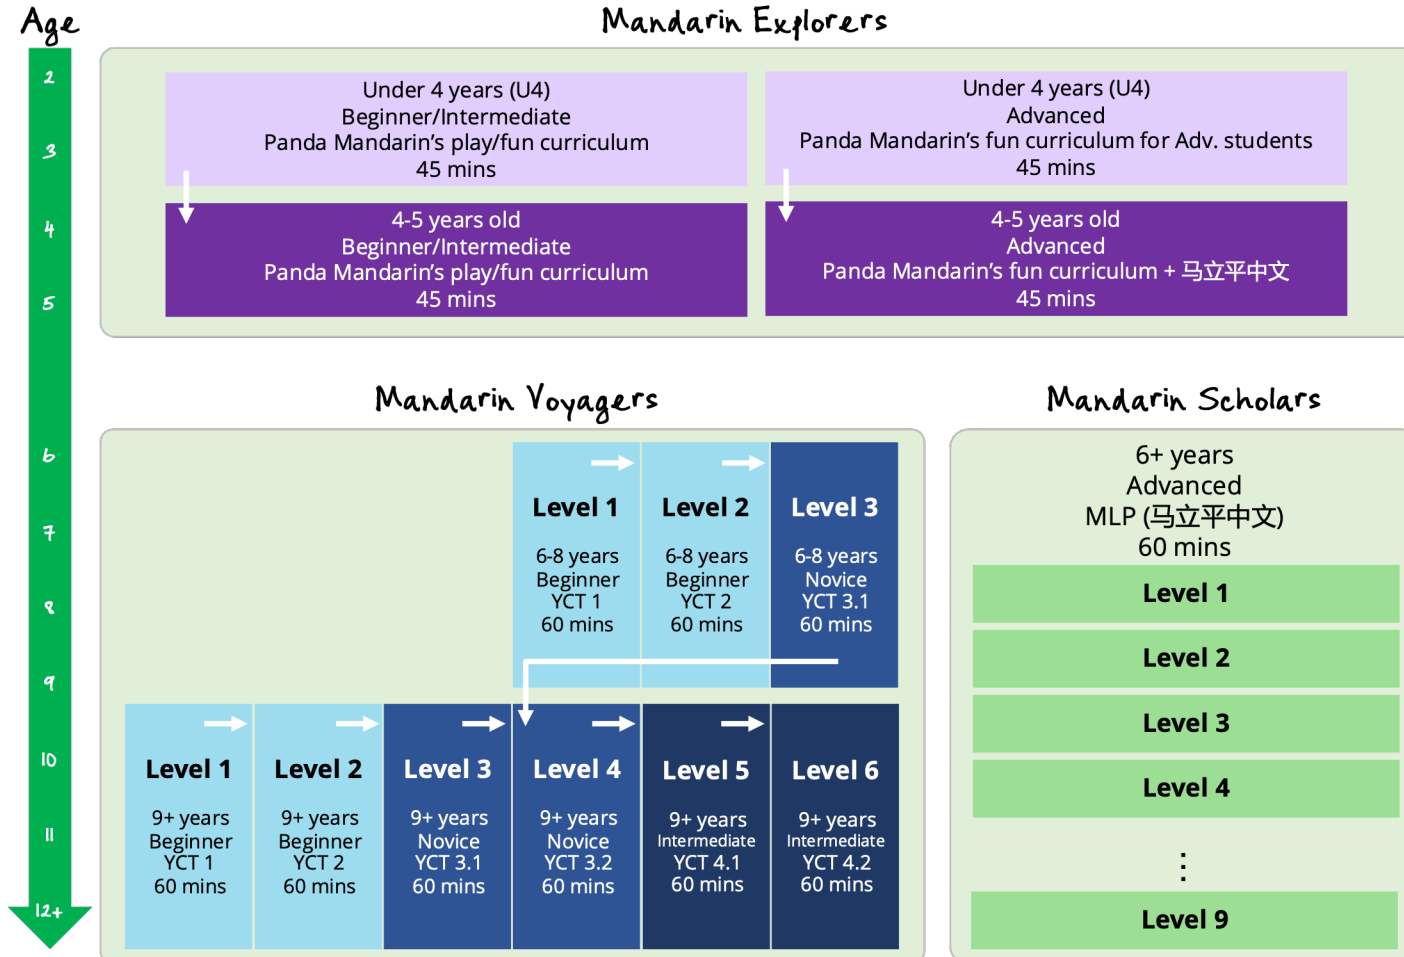 Age
Mandarin Explorers
2
3
4
5
6
7
8
9
10
11
12+
Under 4 years (U4)
Beginner/Intermediate
Panda Mandarin’s play/fun curriculum
45 mins
Under 4 years (U4)
Advanced
Panda Mandarin’s fun curriculum for Adv. students
45 mins
4-5 years old
Beginner/Intermediate
Panda Mandarin’s play/fun curriculum
45 mins
4-5 years old
Advanced
Panda Mandarin’s fun curriculum + 马立平中文
45 mins
Mandarin Voyagers
Level 1
6-8 years
Beginner
YCT 1
60 mins
Level 2
6-8 years
Beginner
YCT 2
60 mins
Level 3
6-8 years
Novice
YCT 3.1
60 mins
Level 1
9+ years
Beginner
YCT 1
60 mins
Level 2
9+ years
Beginner
YCT 2
60 mins
Level 3
9+ years
Novice
YCT 3.1
60 mins
Level 4
9+ years
Novice
YCT 3.2
60 mins
Level 5
9+ years
Intermediate
YCT 4.1
60 mins
Level 6
9+ years
Intermediate
YCT 4.2
60 mins
Mandarin Scholars
6+ years
Advanced
MLP (马立平中文)
60 mins
Level 1
Level 2
Level 3
Level 4
⋮
Level 9